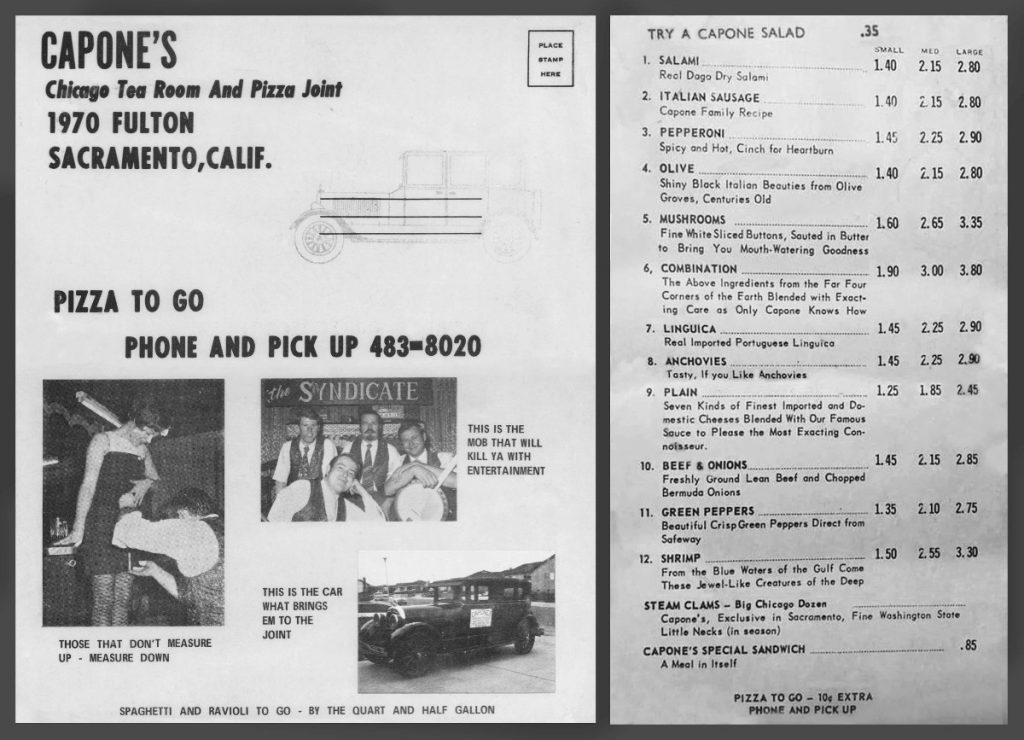 CAPONE'S
Chicago Tea Room And Pizza Joint
1970 FULTON
SACRAMENTO, CALIF.
PLACE
STAMP
HERE
PIZZA TO GO
PHONE AND PICK UP 483-8020
the SYNDICATE
THIS IS THE
MOB THAT WILL
KILL YA WITH
ENTERTAINMENT
THIS IS THE CAR
WHAT BRINGS
EM TO THE
JOINT
CAPONE'S
THOSE THAT DON'T MEASURE
UP - MEASURE DOWN
SPAGHETTI AND RAVIOLI TO GO - BY THE QUART AND HALF GALLON
TRY A CAPONE SALAD .35
SMALL MED LARGE
1. SALAMI 1.40 2.15 2.80
Real Dago Dry Salami
2. ITALIAN SAUSAGE 1.40 2.15 2.80
Capone Family Recipe
3. PEPPERONI 1.45 2.25 2.90
Spicy and Hot, Cinch for Heartburn
4. OLIVE 1.40 2.15 2.80
Shiny Black Italian Beauties from Olive
Groves, Centuries Old
5. MUSHROOMS 1.60 2.65 3.35
Fine White Sliced Buttons, Sauted in Butter
to Bring You Mouth-Watering Goodness
6, COMBINATION 1.90 3.00 3.80
The Above Ingredients from the Far Four
Corners of the Earth Blended with Exact-
ing Care as Only Capone Knows How
7. LINGUICA 1.45 2.25 2.90
Real Imported Portuguese Linguica
8. ANCHOVIES 1.45 2.25 2.90
Tasty, If you Like Anchovies
9. PLAIN 1.25 1.85 2.45
Seven Kinds of Finest Imported and Do-
mestic Cheeses Blended With Our Famous
Sauce to Please the Most Exacting Con-
noisseur.
10. BEEF & ONIONS 1.45 2.15 2.85
Freshly Ground Lean Beef and Chopped
Bermuda Onions
11. GREEN PEPPERS 1.35 2.10 2.75
Beautiful Crisp Green Peppers Direct from
Safeway
12. SHRIMP 1.50 2.55 3.30
From the Blue Waters of the Gulf Come
These Jewel-Like Creatures of the Deep
STEAM CLAMS - Big Chicago Dozen
Capone's, Exclusive in Sacramento, Fine Washington State
Little Necks (in season)
CAPONE'S SPECIAL SANDWICH .85
A Meal in Itself
PIZZA TO GO - 10¢ EXTRA
PHONE AND PICK UP